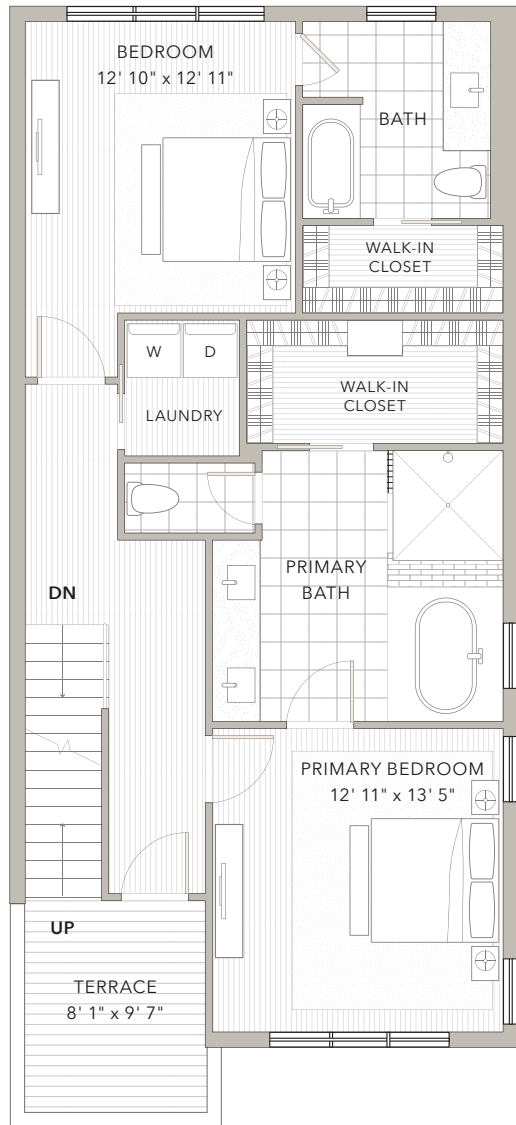 BEDROOM
12' 10" x 12' 11"
BATH
WALK-IN
CLOSET
W D
LAUNDRY
WALK-IN
CLOSET
PRIMARY
BATH
DN
PRIMARY BEDROOM
12' 11" x 13' 5"
UP
TERRACE
8' 1" x 9' 7"